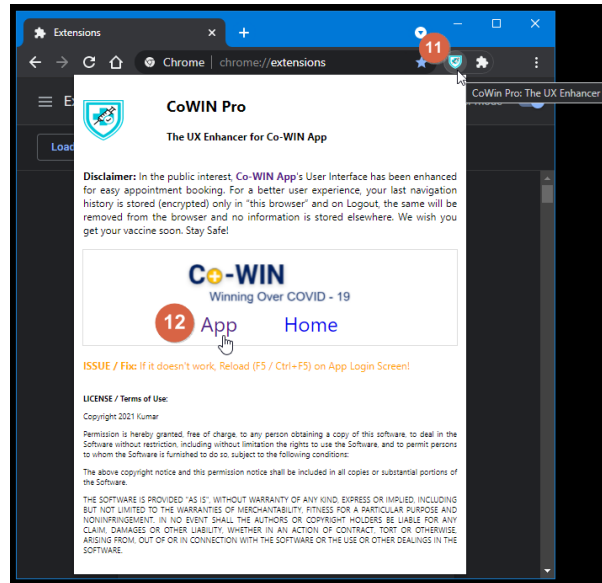 Extensions
11
Chrome | chrome://extensions
CoWin Pro: The UX Enhancer
E
mode
Load
CoWIN Pro
The UX Enhancer for Co-WIN App
Disclaimer: In the public interest, Co-WIN App's User Interface has been enhanced
for easy appointment booking. For a better user experience, your last navigation
history is stored (encrypted) only in "this browser" and on Logout, the same will be
removed from the browser and no information is stored elsewhere. We wish you
get your vaccine soon. Stay Safe!
Co-WIN
Winning Over COVID - 19
12 App Home
ISSUE / Fix: If it doesn't work, Reload (F5 / Ctrl+F5) on App Login Screen!
LICENSE / Terms of Use:
Copyright 2021 Kumar
Permission is hereby granted, free of charge, to any person obtaining a copy of this software, to deal in the
Software without restriction, including without limitation the rights to use the Software, and to permit persons
to whom the Software is furnished to do so, subject to the following conditions:
The above copyright notice and this permission notice shall be included in all copies or substantial portions of
the Software.
THE SOFTWARE IS PROVIDED "AS IS", WITHOUT WARRANTY OF ANY KIND, EXPRESS OR IMPLIED, INCLUDING
BUT NOT LIMITED TO THE WARRANTIES OF MERCHANTABILITY, FITNESS FOR A PARTICULAR PURPOSE AND
NONINFRINGEMENT. IN NO EVENT SHALL THE AUTHORS OR COPYRIGHT HOLDERS BE LIABLE FOR ANY
CLAIM, DAMAGES OR OTHER LIABILITY, WHETHER IN AN ACTION OF CONTRACT, TORT OR OTHERWISE,
ARISING FROM, OUT OF OR IN CONNECTION WITH THE SOFTWARE OR THE USE OR OTHER DEALINGS IN THE
SOFTWARE.